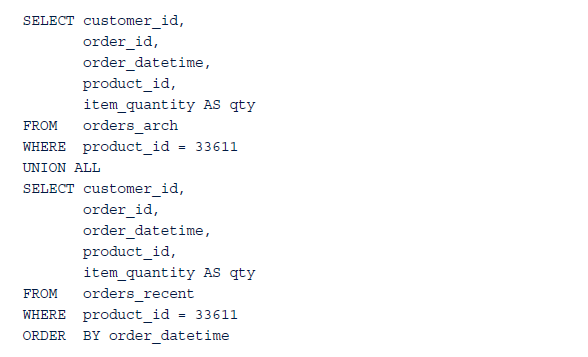 SELECT customer_id,
order_id,
order_datetime,
product_id,
item_quantity AS qty
FROM orders_arch
WHERE product_id = 33611
UNION ALL
SELECT customer_id,
order_id,
order_datetime,
product_id,
item_quantity AS qty
FROM orders_recent
WHERE product_id = 33611
ORDER BY order_datetime